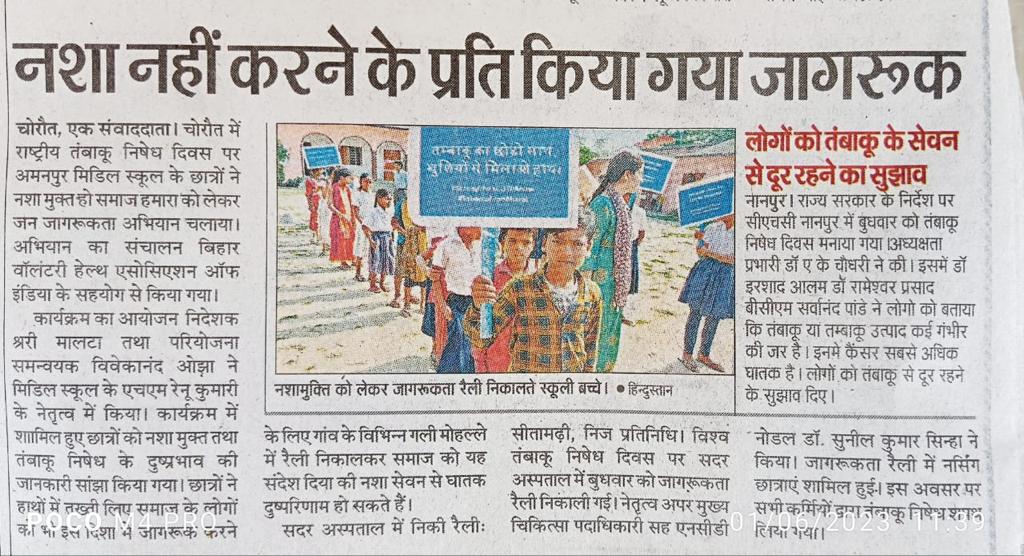 नशा नहीं करने के प्रति किया गया जागरूक
चोरौत, एक संवाददाता। चोरौत में
राष्ट्रीय तंबाकू निषेध दिवस पर
अमनपुर मिडिल स्कूल के छात्रों ने
नशा मुक्त हो समाज हमारा को लेकर
जन जागरूकता अभियान चलाया।
अभियान का संचालन बिहार
वॉलंटरी हेल्थ एसोसिएशन ऑफ
इंडिया के सहयोग से किया गया।
कार्यक्रम का आयोजन निदेशक
श्ररी मालटा तथा परियोजना
समन्वयक विवेकानंद ओझा ने
मिडिल स्कूल के एचएम रेनू कुमारी
के नेतृत्व में किया। कार्यक्रम में
शाामिल हुए छात्रों को नशा मुक्त तथा
तंबाकू निषेध के दुष्प्रभाव की
जानकारी सांझा किया गया। छात्रों ने
हाथों में तख्ती लिए समाज के लोगों
को भी इस दिशा में जागरूक करने
तम्बाकू का छोडो साथ
खुशियों से मिलाओ हाथ।
नशामुक्ति को लेकर जागरूकता रैली निकालते स्कूली बच्चे। • हिन्दुस्तान
के लिए गांव के विभिन्न गली मोहल्ले
में रैली निकालकर समाज को यह
संदेश दिया की नशा सेवन से घातक
दुष्परिणाम हो सकते हैं।
सदर अस्पताल में निकी रैलीः
सीतामढ़ी, निज प्रतिनिधि। विश्व
तंबाकू निषेध दिवस पर सदर
अस्पताल में बुधवार को जागरूकता
रैली निकाली गई। नेतृत्व अपर मुख्य
चिकित्सा पदाधिकारी सह एनसीडी
नोडल डॉ. सुनील कुमार सिन्हा ने
किया। जागरूकता रैली में नर्सिंग
छात्राएं शामिल हुई। इस अवसर पर
सभी कर्मियों द्वारा तंबाकू निषेध शपथ
लिया गया।
लोगों को तंबाकू के सेवन
से दूर रहने का सुझाव
नानपुर। राज्य सरकार के निर्देश पर
सीएचसी नानपुर में बुधवार को तंबाकू
निषेध दिवस मनाया गया।अध्यक्षता
प्रभारी डॉ ए के चौधरी ने की। इसमें डॉ
इरशाद आलम डॉ रामेश्वर प्रसाद
बीसीएम सर्वानंद पांडे ने लोगों को बताया
कि तंबाकू या तम्बाकू उत्पाद कई गंभीर
की जर है। इनमें कैंसर सबसे अधिक
घातक है। लोगों को तंबाकू से दूर रहने
के सुझाव दिए।
POCO M4 PRO
01/06/2023 11:39